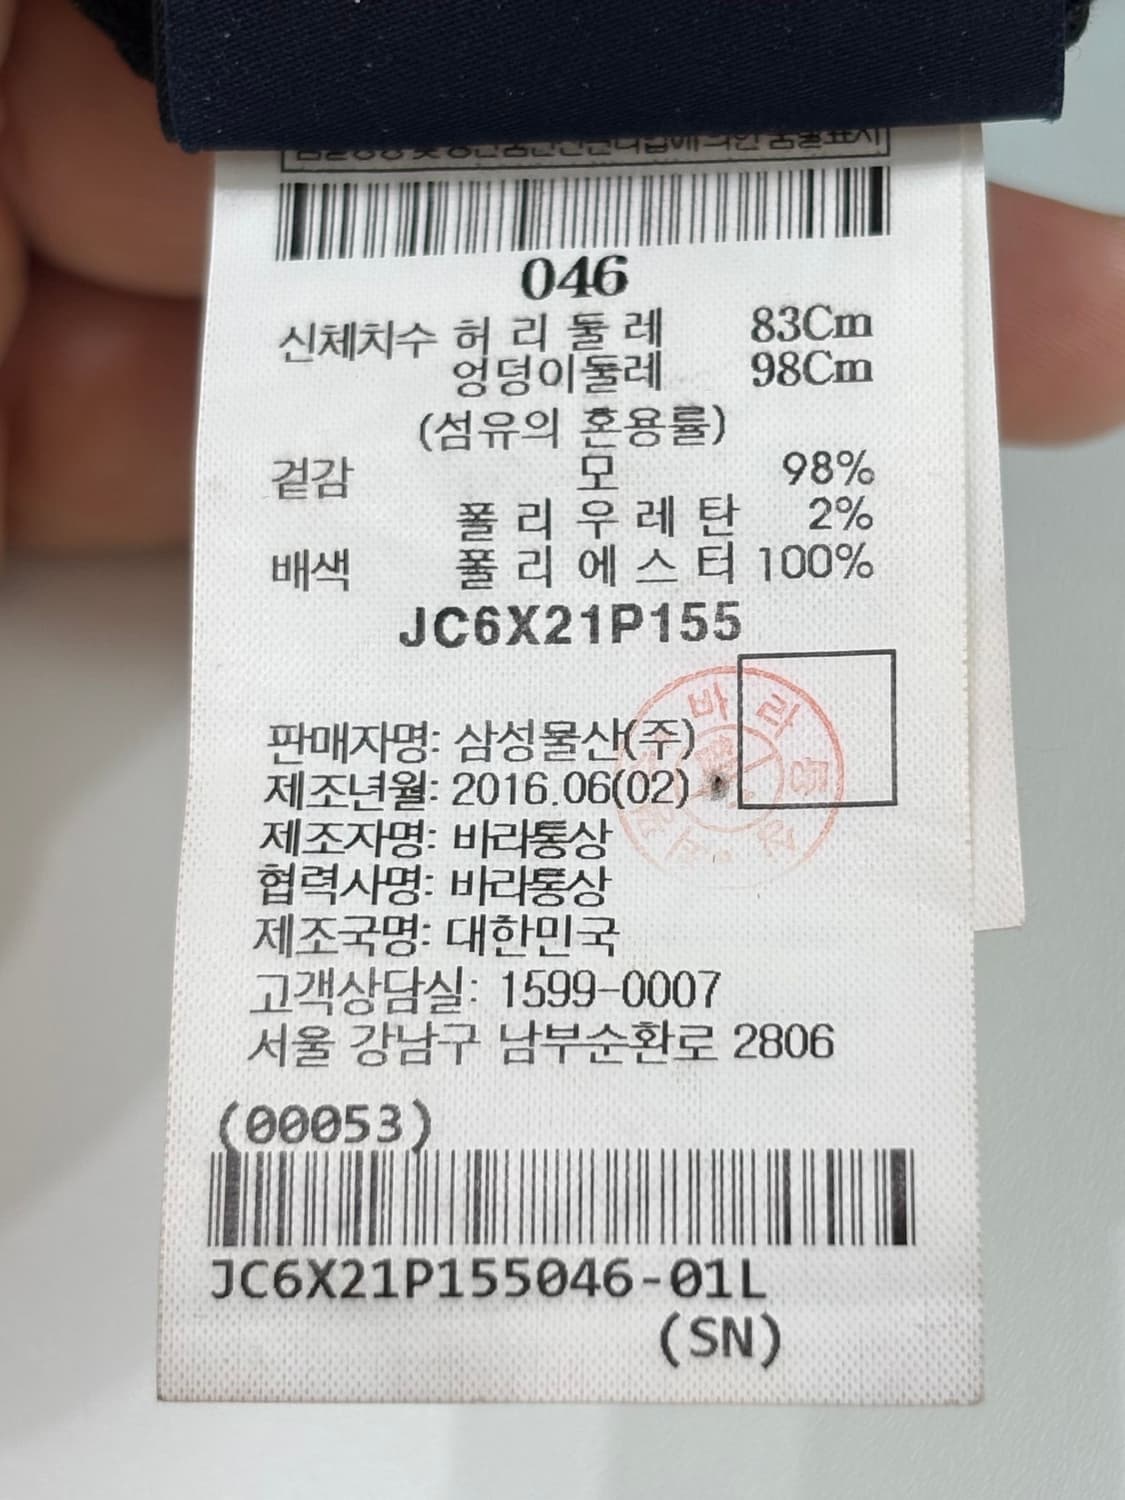 046
신체치수 허 리 둘 레 83Cm
엉덩이둘레 98Cm
(섬유의 혼용률)
겉감 모 98%
폴 리 우 레 탄 2%
배색 폴 리 에 스 터 100%
JC6X21P155
판매자명: 삼성물산(주)
제조년월: 2016.06(02)
제조자명: 바라통상
협력사명: 바라통상
제조국명: 대한민국
고객상담실: 1599-0007
서울 강남구 남부순환로 2806
(00053)
JC6X21P155046-01L
(SN)